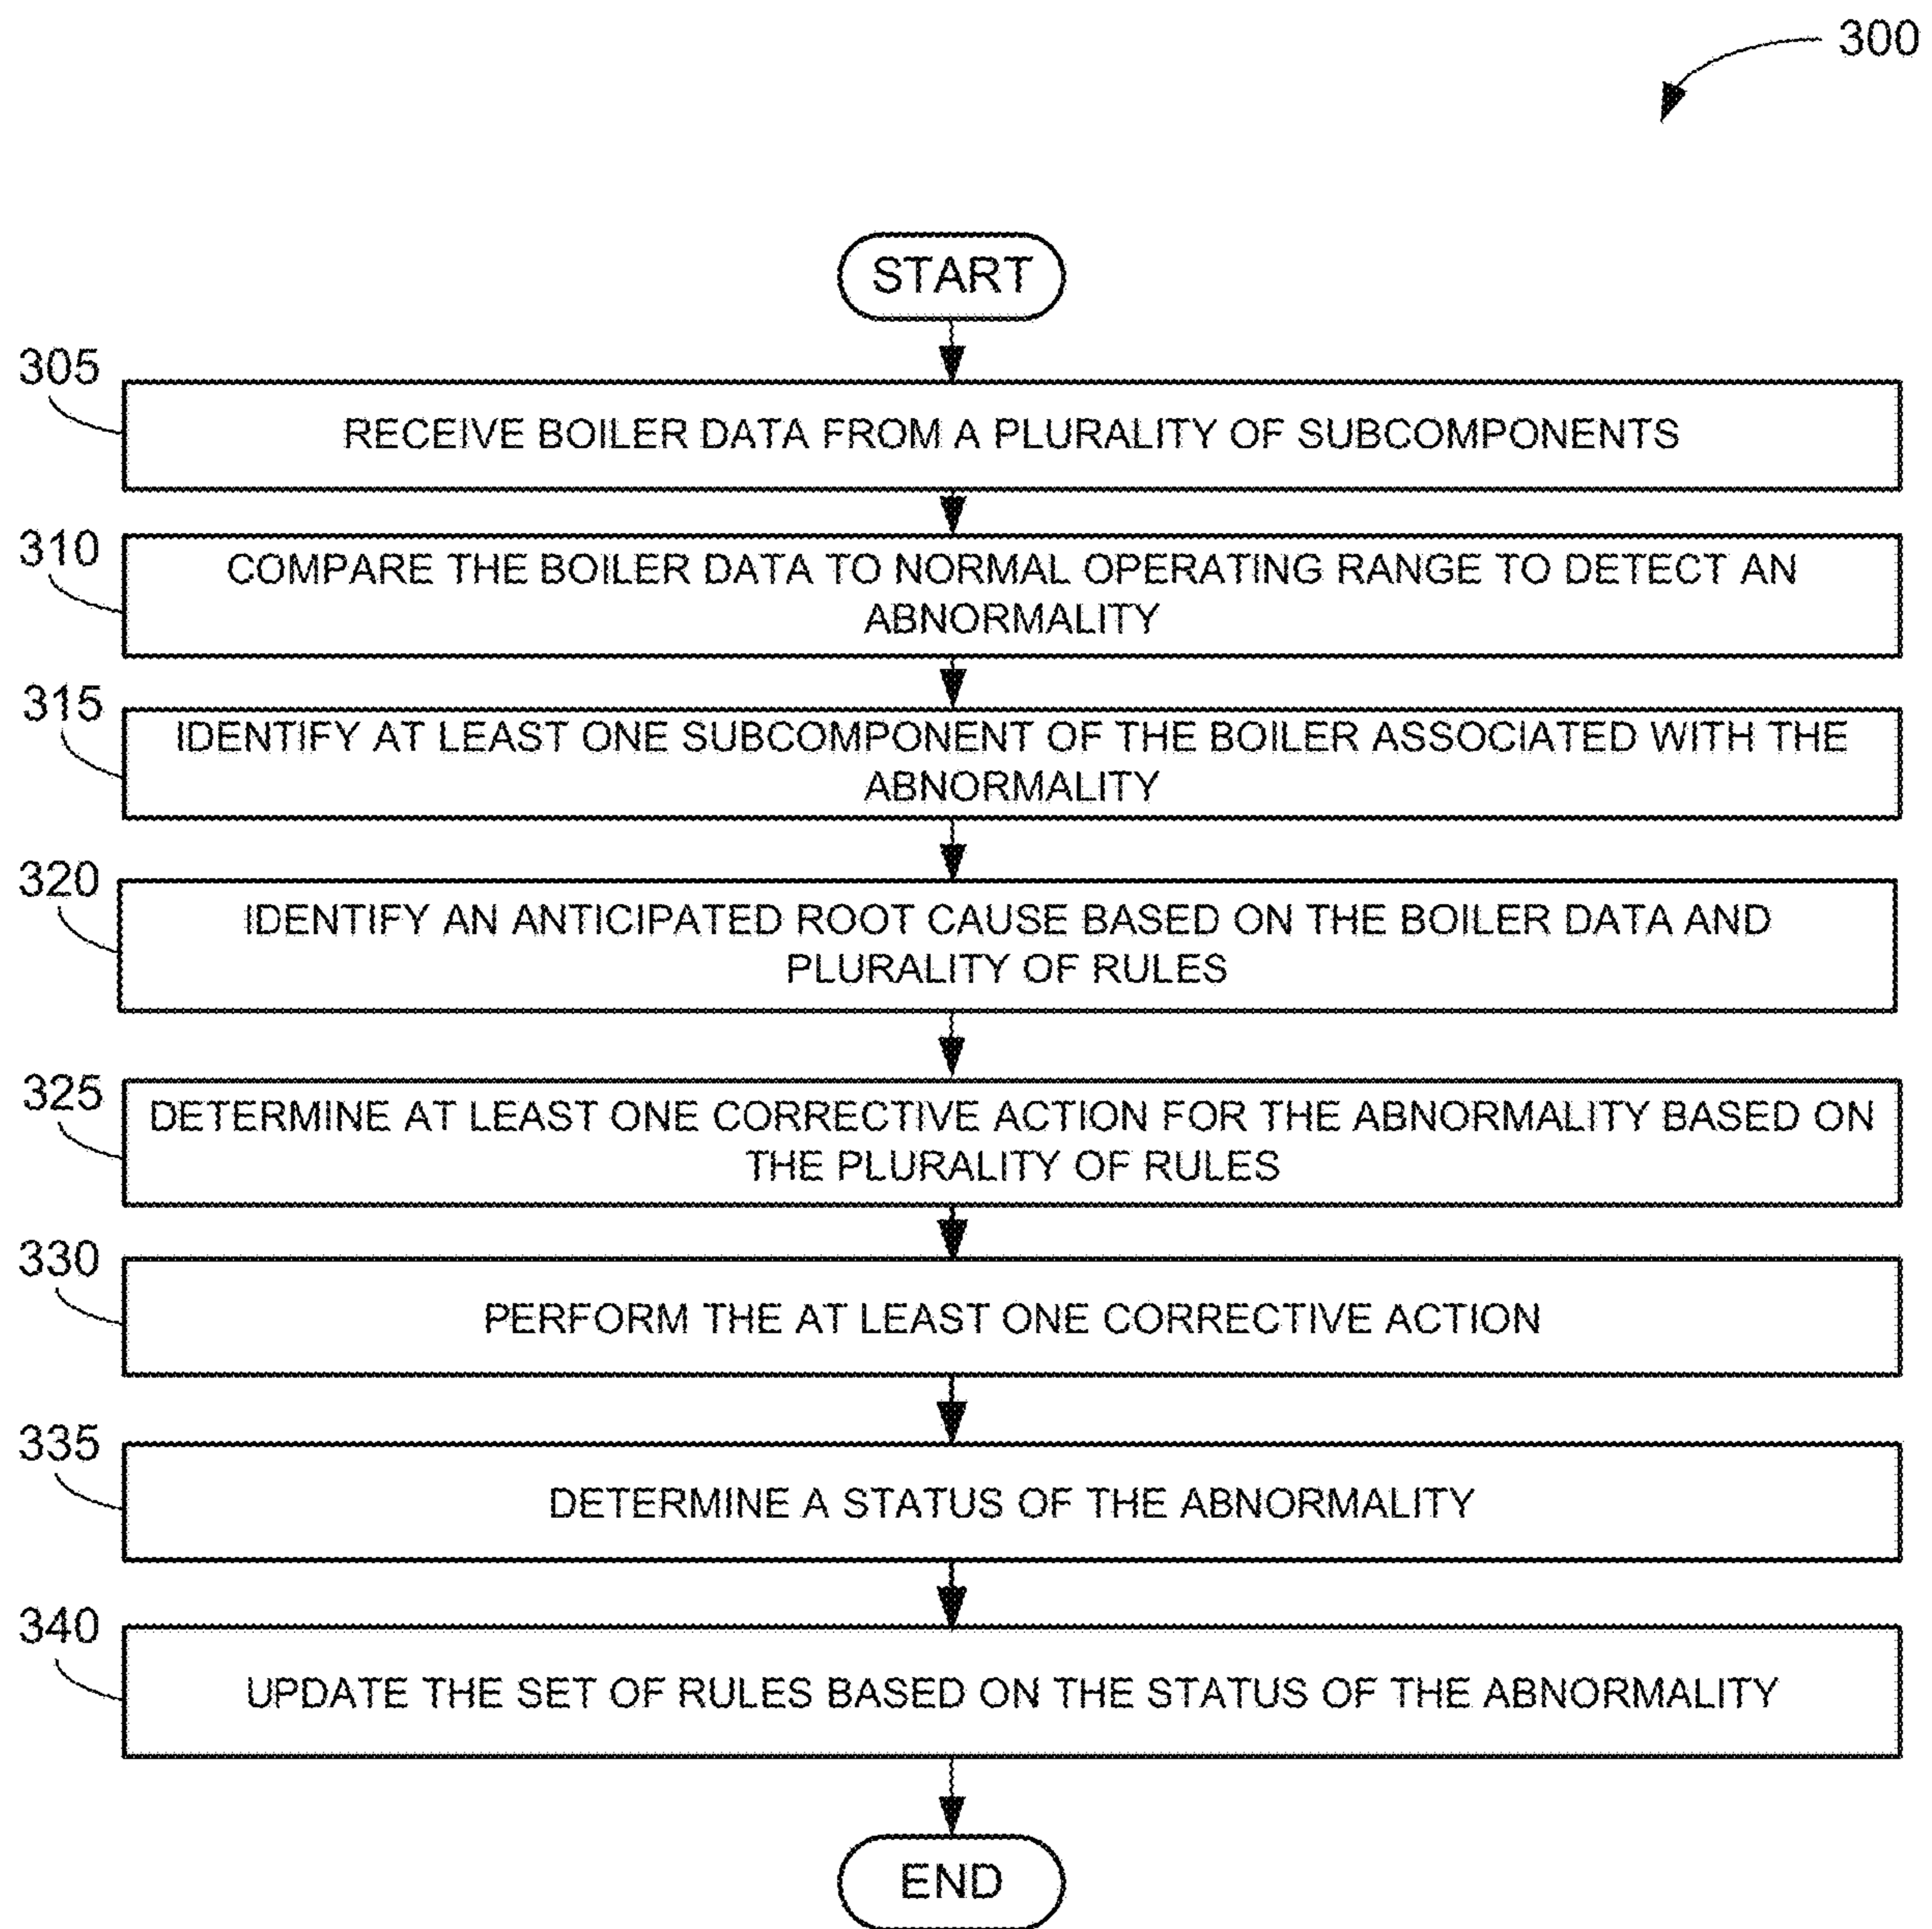 300
START
305
RECEIVE BOILER DATA FROM A PLURALITY OF SUBCOMPONENTS
310
COMPARE THE BOILER DATA TO NORMAL OPERATING RANGE TO DETECT AN
ABNORMALITY
315
IDENTIFY AT LEAST ONE SUBCOMPONENT OF THE BOILER ASSOCIATED WITH THE
ABNORMALITY
320
IDENTIFY AN ANTICIPATED ROOT CAUSE BASED ON THE BOILER DATA AND
PLURALITY OF RULES
325
DETERMINE AT LEAST ONE CORRECTIVE ACTION FOR THE ABNORMALITY BASED ON
THE PLURALITY OF RULES
330
PERFORM THE AT LEAST ONE CORRECTIVE ACTION
335
DETERMINE A STATUS OF THE ABNORMALITY
340
UPDATE THE SET OF RULES BASED ON THE STATUS OF THE ABNORMALITY
END